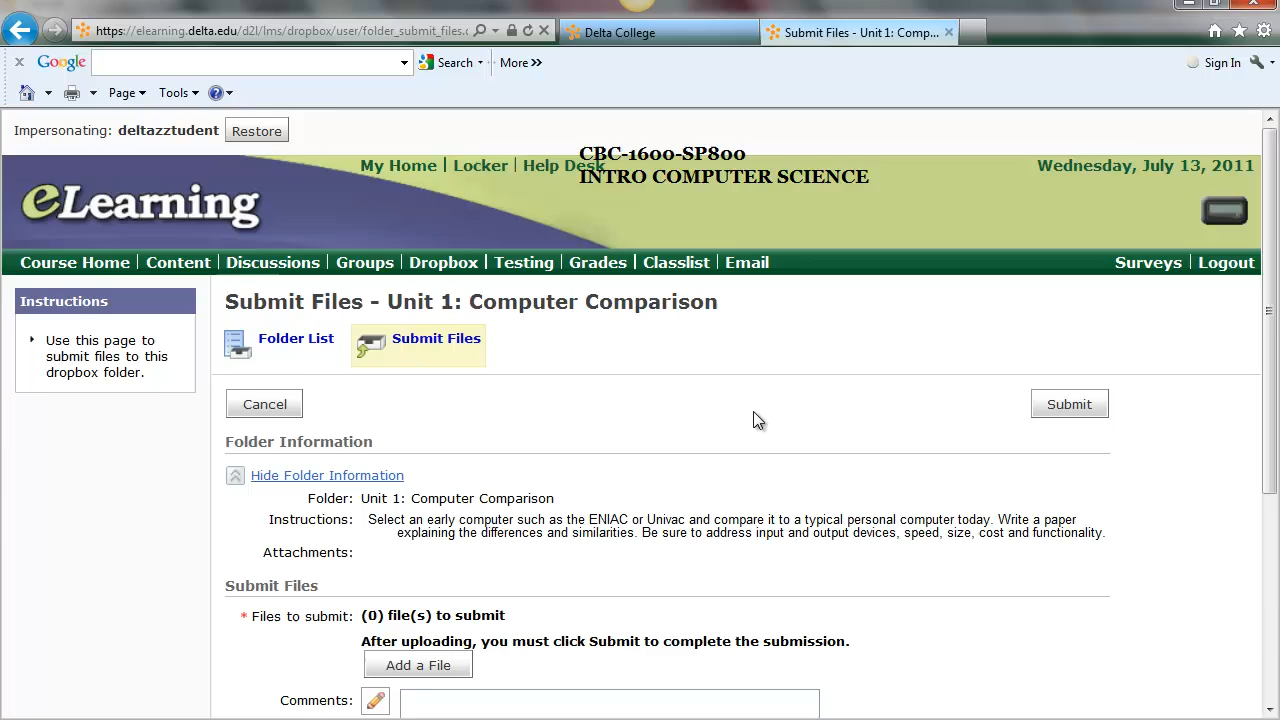 https://elearning.delta.edu/d2l/lms/dropbox/user/folder_submit_files.
Delta College
Submit Files - Unit 1: Comp...
Google
Search
More »
Sign In
Page
Tools
Impersonating: deltazztudent
Restore
CBC-1600-SP800
My Home | Locker | Help Desk
Wednesday, July 13, 2011
INTRO COMPUTER SCIENCE
eLearning
Course Home | Content | Discussions | Groups | Dropbox | Testing | Grades | Classlist | Email
Surveys | Logout
Instructions
Use this page to
submit files to this
dropbox folder.
Submit Files - Unit 1: Computer Comparison
Folder List
Submit Files
Cancel
Submit
Folder Information
Hide Folder Information
Folder: Unit 1: Computer Comparison
Instructions: Select an early computer such as the ENIAC or Univac and compare it to a typical personal computer today. Write a paper
explaining the differences and similarities. Be sure to address input and output devices, speed, size, cost and functionality.
Attachments:
Submit Files
* Files to submit: (0) file(s) to submit
After uploading, you must click Submit to complete the submission.
Add a File
Comments: